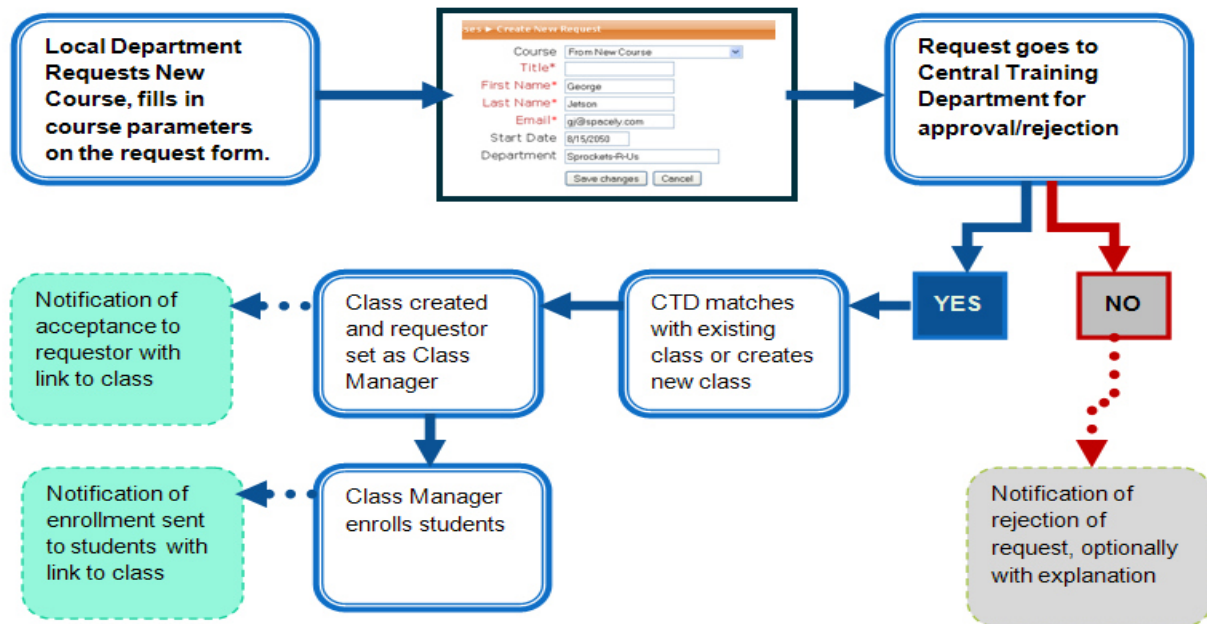 Local Department
Requests New
Course, fills in
course parameters
on the request form.
ses ▸ Create New Request
Course From New Course
Title*
First Name* George
Last Name* Jetson
Email* gj@spacely.com
Start Date 8/15/2050
Department Sprockets-R-Us
Save changes Cancel
Request goes to
Central Training
Department for
approval/rejection
YES
NO
CTD matches
with existing
class or creates
new class
Class created
and requestor
set as Class
Manager
Notification of
acceptance to
requestor with
link to class
Class Manager
enrolls students
Notification of
enrollment sent
to students with
link to class
Notification of
rejection of
request, optionally
with explanation